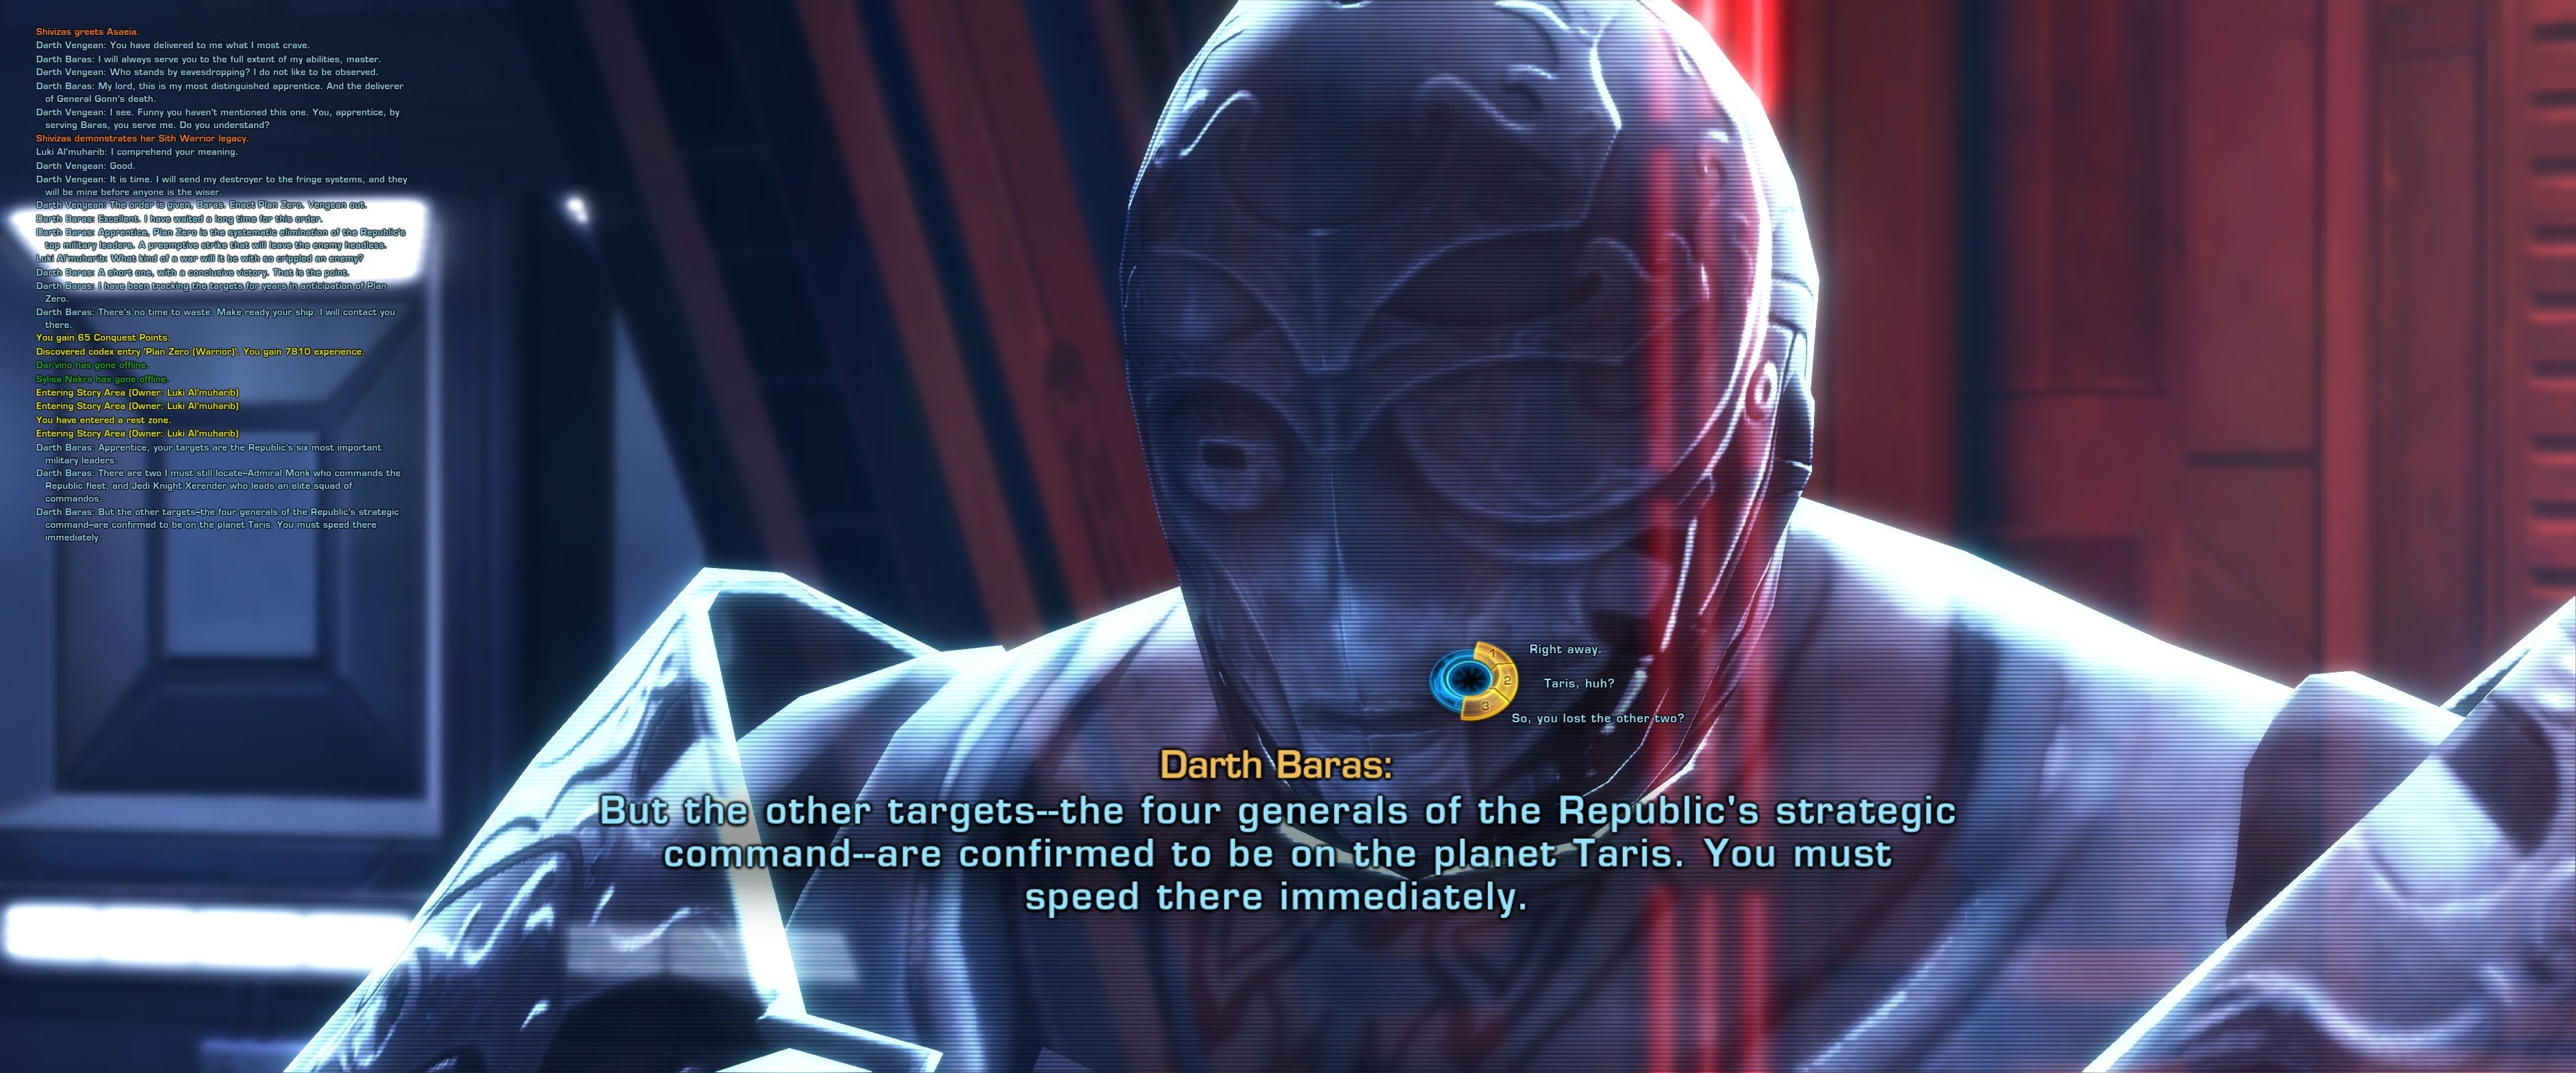 Shivizas greets Asaeia.
Darth Vengean: You have delivered to me what I most crave.
Darth Baras: I will always serve you to the full extent of my abilities, master.
Darth Vengean: Who stands by eavesdropping? I do not like to be observed.
Darth Baras: My lord, this is my most distinguished apprentice. And the deliverer
of General Gonn's death.
Darth Vengean: I see. Funny you haven't mentioned this one. You, apprentice, by
serving Baras, you serve me. Do you understand?
Shivizas demonstrates her Sith Warrior legacy.
Luki Al'muharib: I comprehend your meaning.
Darth Vengean: Good.
Darth Vengean: It is time. I will send my destroyer to the fringe systems, and they
will be mine before anyone is the wiser.
Darth Vengean: The order is given, Baras. Enact Plan Zero. Vengean out.
Darth Baras: Excellent. I have waited a long time for this order.
Darth Baras: Apprentice, Plan Zero is the systematic elimination of the Republic's
top military leaders. A preemptive strike that will leave the enemy headless.
Luki Al'muharib: What kind of a war will it be with so crippled an enemy?
Darth Baras: A short one, with a conclusive victory. That is the point.
Darth Baras: I have been tracking the targets for years in anticipation of Plan
Zero.
Darth Baras: There's no time to waste. Make ready your ship. I will contact you
there.
You gain 65 Conquest Points.
Discovered codex entry 'Plan Zero (Warrior)'. You gain 7810 experience.
Dar'vino has gone offline.
Sylisa Nakra has gone offline.
Entering Story Area (Owner: Luki Al'muharib)
Entering Story Area (Owner: Luki Al'muharib)
You have entered a rest zone.
Entering Story Area (Owner: Luki Al'muharib)
Darth Baras: Apprentice, your targets are the Republic's six most important
military leaders.
Darth Baras: There are two I must still locate--Admiral Monk who commands the
Republic fleet, and Jedi Knight Xerender who leads an elite squad of
commandos.
Darth Baras: But the other targets--the four generals of the Republic's strategic
command--are confirmed to be on the planet Taris. You must speed there
immediately.
1 Right away.
2 Taris, huh?
3 So, you lost the other two?
Darth Baras:
But the other targets--the four generals of the Republic's strategic
command--are confirmed to be on the planet Taris. You must
speed there immediately.